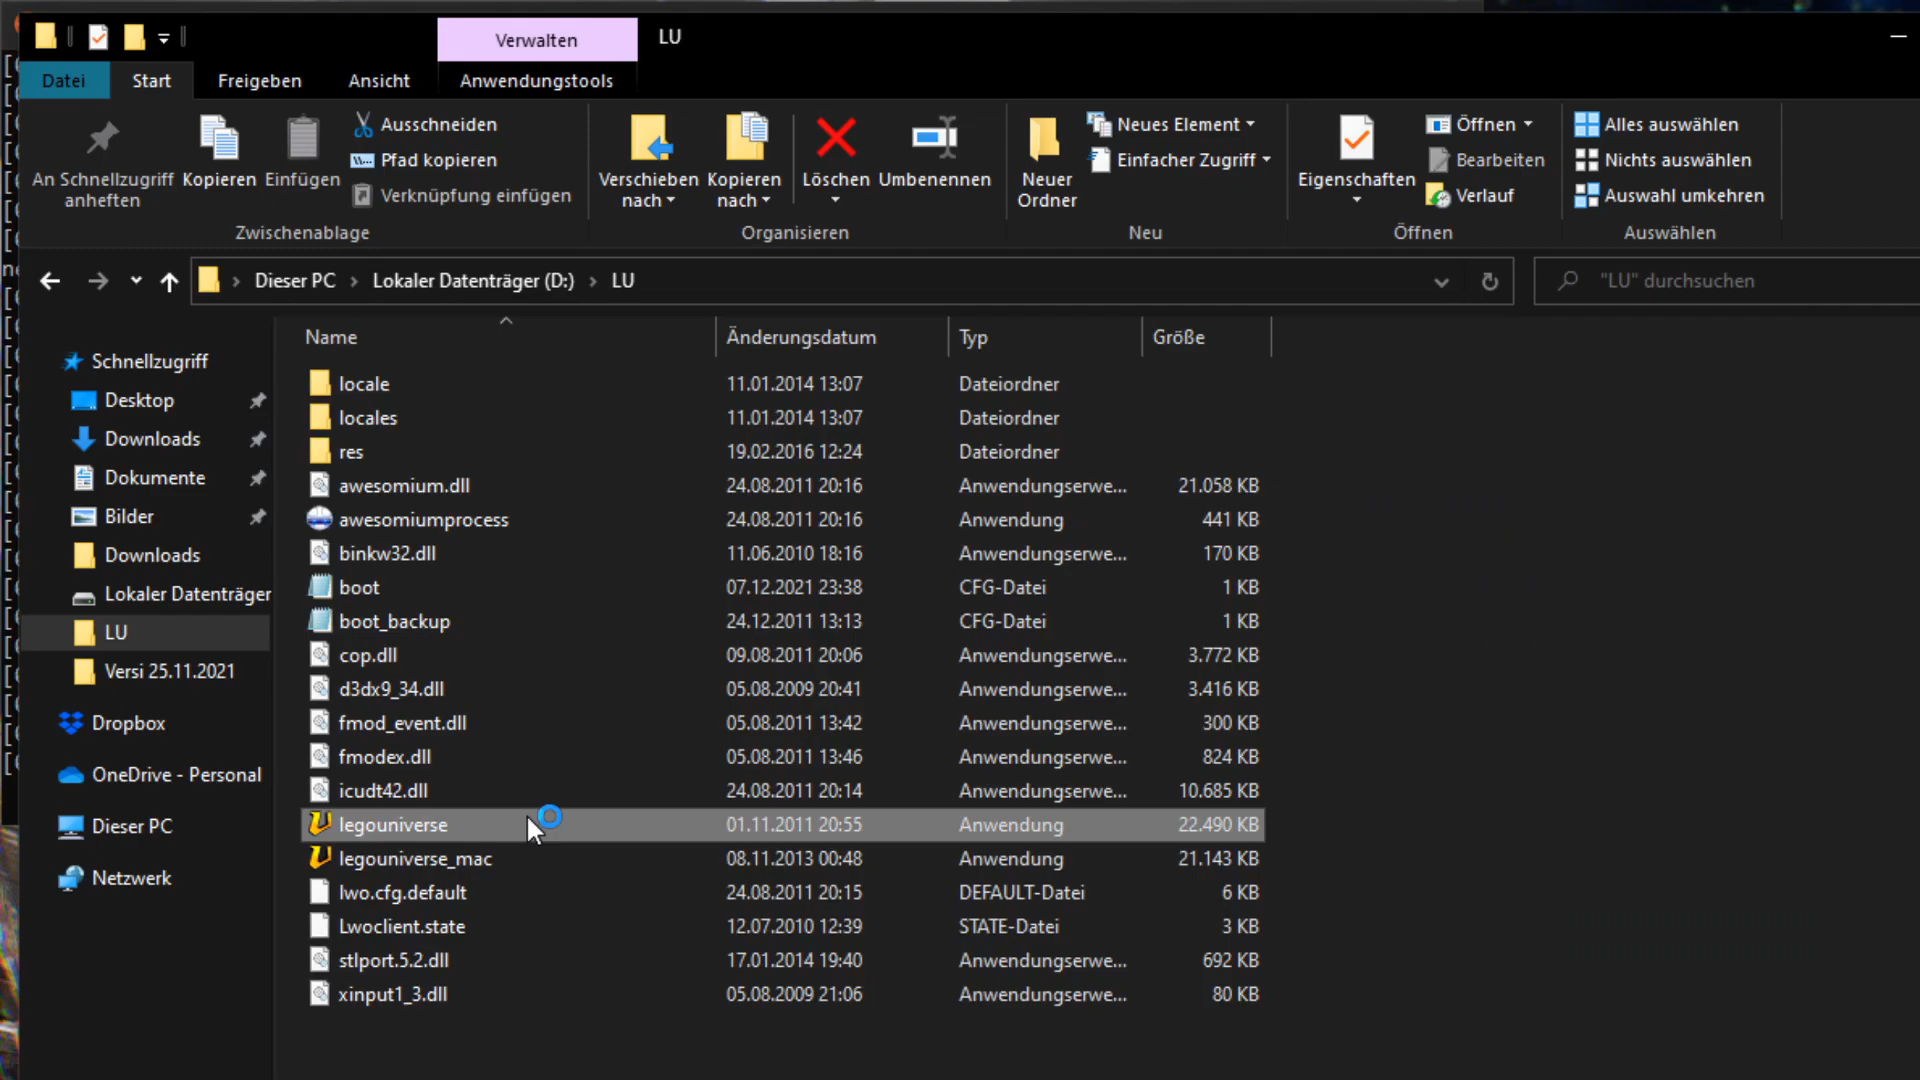 Verwalten
LU
Datei
Start
Freigeben
Ansicht
Anwendungstools
An Schnellzugriff
anheften
Kopieren
Einfügen
Ausschneiden
Pfad kopieren
Verknüpfung einfügen
Zwischenablage
Verschieben
nach
Kopieren
nach
Löschen
Umbenennen
Organisieren
Neuer
Ordner
Neues Element
Einfacher Zugriff
Neu
Eigenschaften
Öffnen
Bearbeiten
Verlauf
Öffnen
Alles auswählen
Nichts auswählen
Auswahl umkehren
Auswählen
Dieser PC
Lokaler Datenträger (D:)
LU
"LU" durchsuchen
Schnellzugriff
Desktop
Downloads
Dokumente
Bilder
Downloads
Lokaler Datenträger
LU
Versi 25.11.2021
Dropbox
OneDrive - Personal
Dieser PC
Netzwerk
Name Änderungsdatum Typ Größe
locale 11.01.2014 13:07 Dateiordner
locales 11.01.2014 13:07 Dateiordner
res 19.02.2016 12:24 Dateiordner
awesomium.dll 24.08.2011 20:16 Anwendungserwe... 21.058 KB
awesomiumprocess 24.08.2011 20:16 Anwendung 441 KB
binkw32.dll 11.06.2010 18:16 Anwendungserwe... 170 KB
boot 07.12.2021 23:38 CFG-Datei 1 KB
boot_backup 24.12.2011 13:13 CFG-Datei 1 KB
cop.dll 09.08.2011 20:06 Anwendungserwe... 3.772 KB
d3dx9_34.dll 05.08.2009 20:41 Anwendungserwe... 3.416 KB
fmod_event.dll 05.08.2011 13:42 Anwendungserwe... 300 KB
fmodex.dll 05.08.2011 13:46 Anwendungserwe... 824 KB
icudt42.dll 24.08.2011 20:14 Anwendungserwe... 10.685 KB
legouniverse 01.11.2011 20:55 Anwendung 22.490 KB
legouniverse_mac 08.11.2013 00:48 Anwendung 21.143 KB
lwo.cfg.default 24.08.2011 20:15 DEFAULT-Datei 6 KB
Lwoclient.state 12.07.2010 12:39 STATE-Datei 3 KB
stlport.5.2.dll 17.01.2014 19:40 Anwendungserwe... 692 KB
xinput1_3.dll 05.08.2009 21:06 Anwendungserwe... 80 KB